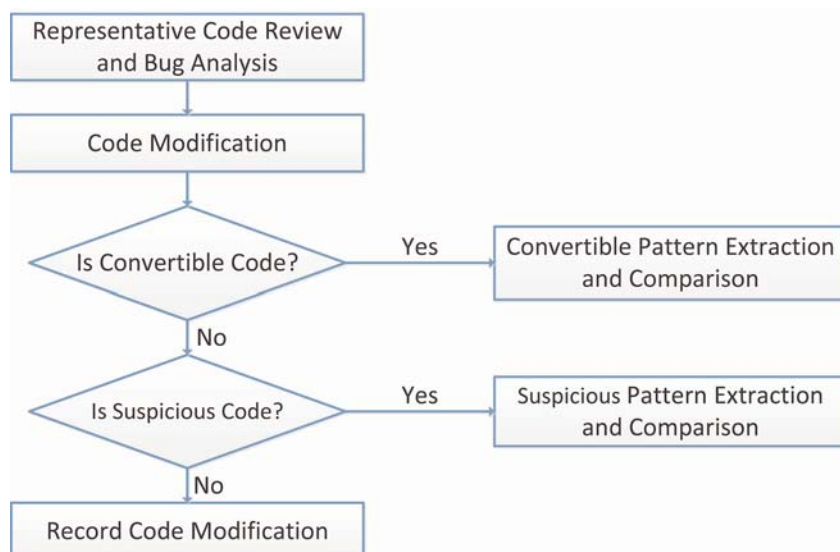 Representative Code Review
and Bug Analysis
Code Modification
Is Convertible Code?
Yes
Convertible Pattern Extraction
and Comparison
No
Is Suspicious Code?
Yes
Suspicious Pattern Extraction
and Comparison
No
Record Code Modification